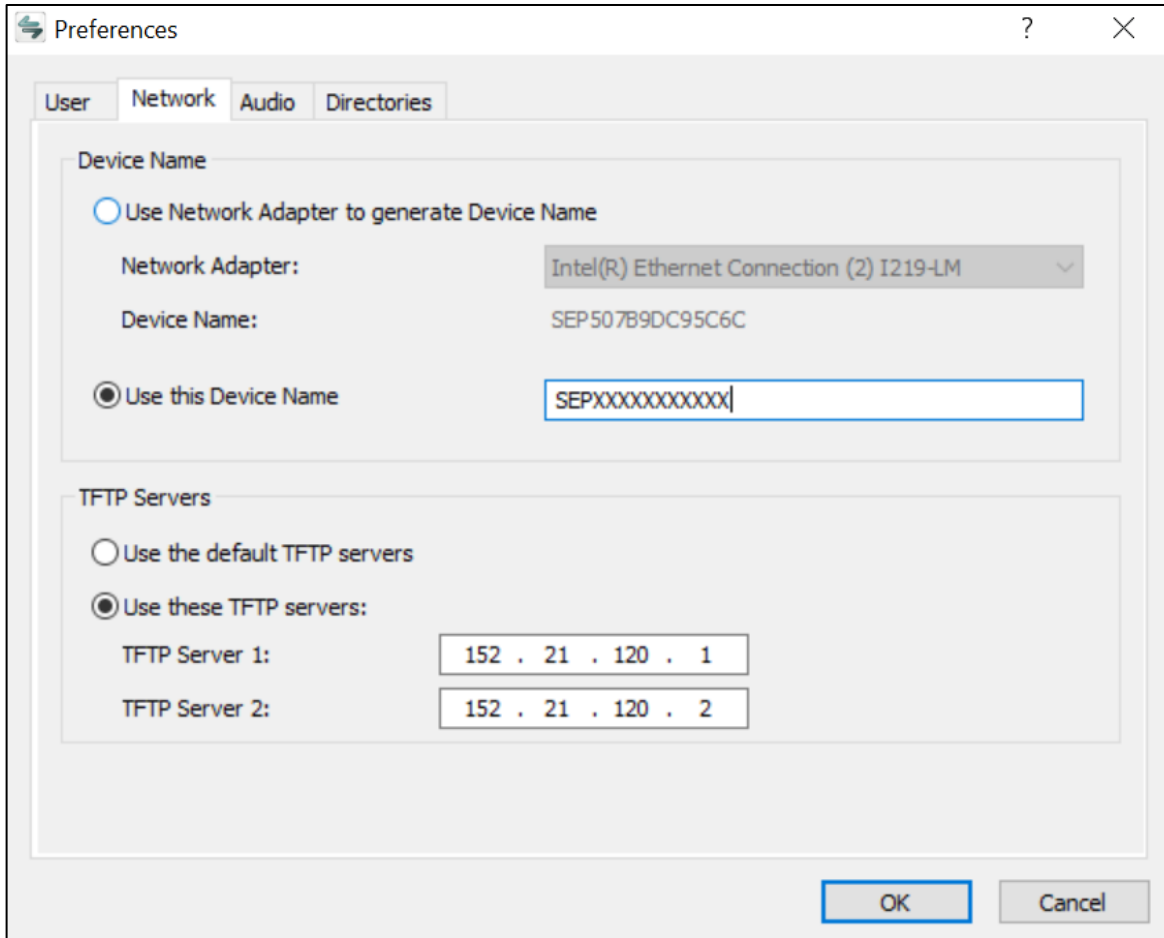 Preferences
User Network Audio Directories
Device Name
Use Network Adapter to generate Device Name
Network Adapter: Intel(R) Ethernet Connection (2) I219-LM
Device Name: SEP507B9DC95C6C
Use this Device Name SEPXXXXXXXXXXX
TFTP Servers
Use the default TFTP servers
Use these TFTP servers:
TFTP Server 1: 152 . 21 . 120 . 1
TFTP Server 2: 152 . 21 . 120 . 2
OK Cancel